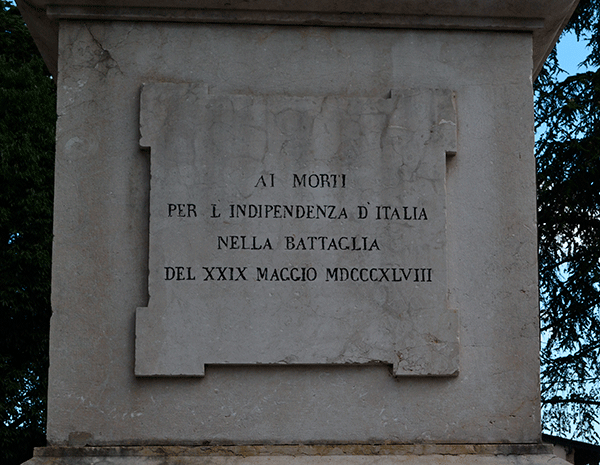 AI MORTI
PER L INDIPENDENZA D'ITALIA
NELLA BATTAGLIA
DEL XXIX MAGGIO MDCCCXLVIII